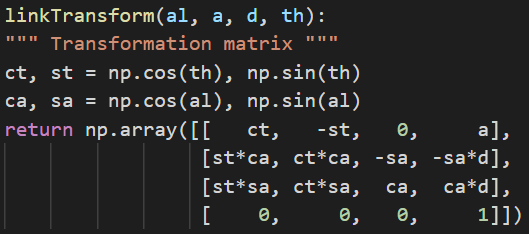 linkTransform(al, a, d, th):
""" Transformation matrix """
ct, st = np.cos(th), np.sin(th)
ca, sa = np.cos(al), np.sin(al)
return np.array([[   ct,   -st,   0,     a],
                 [st*ca, ct*ca, -sa, -sa*d],
                 [st*sa, ct*sa,  ca,  ca*d],
                 [    0,     0,   0,     1]])